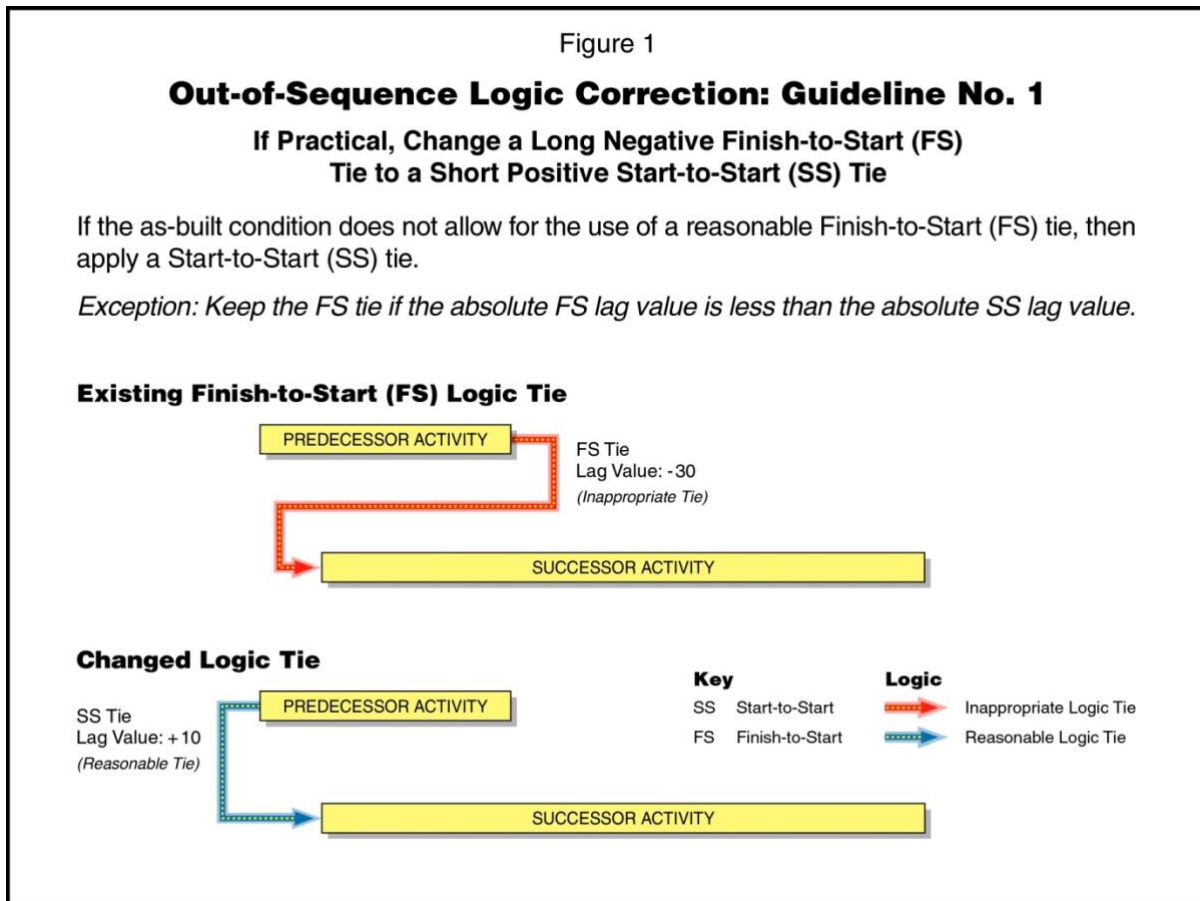 Figure 1
Out-of-Sequence Logic Correction: Guideline No. 1
If Practical, Change a Long Negative Finish-to-Start (FS)
Tie to a Short Positive Start-to-Start (SS) Tie
If the as-built condition does not allow for the use of a reasonable Finish-to-Start (FS) tie, then
apply a Start-to-Start (SS) tie.
Exception: Keep the FS tie if the absolute FS lag value is less than the absolute SS lag value.
Existing Finish-to-Start (FS) Logic Tie
PREDECESSOR ACTIVITY
FS Tie
Lag Value: -30
(Inappropriate Tie)
SUCCESSOR ACTIVITY
Changed Logic Tie
SS Tie
Lag Value: +10
(Reasonable Tie)
PREDECESSOR ACTIVITY
SUCCESSOR ACTIVITY
Key Logic
SS Start-to-Start Inappropriate Logic Tie
FS Finish-to-Start Reasonable Logic Tie